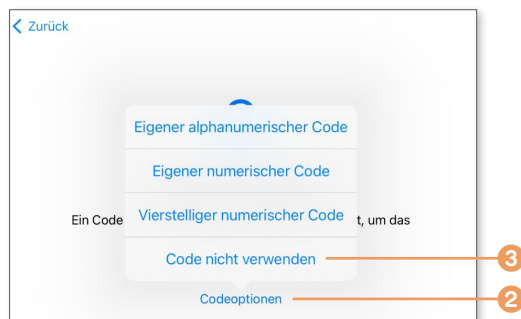 Zurück
Eigener alphanumerischer Code
Eigener numerischer Code
Vierstelliger numerischer Code
Ein Code t, um das
Code nicht verwenden
3
Codeoptionen
2